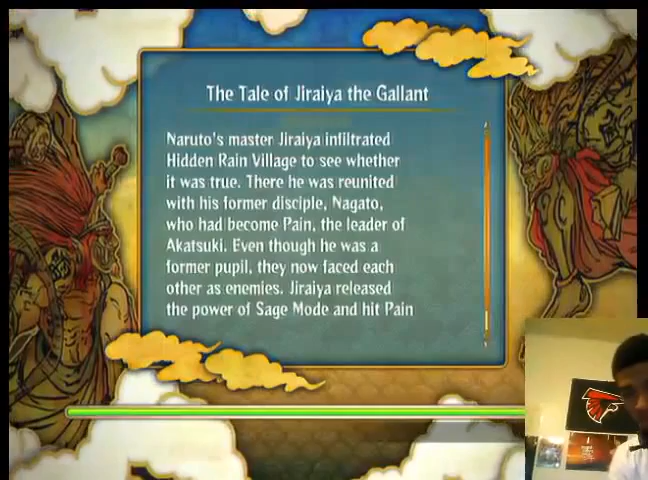 The Tale of Jiraiya the Gallant
Naruto's master Jiraiya infiltrated
Hidden Rain Village to see whether
it was true. There he was reunited
with his former disciple, Nagato,
who had become Pain, the leader of
Akatsuki. Even though he was a
former pupil, they now faced each
other as enemies. Jiraiya released
the power of Sage Mode and hit Pain